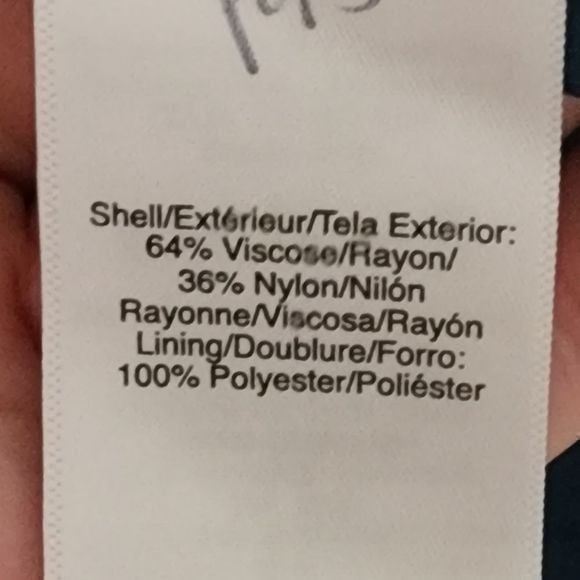 Shell/Extérieur/Tela Exterior:
64% Viscose/Rayon/
36% Nylon/Nilón
Rayonne/Viscosa/Rayón
Lining/Doublure/Forro:
100% Polyester/Poliéster